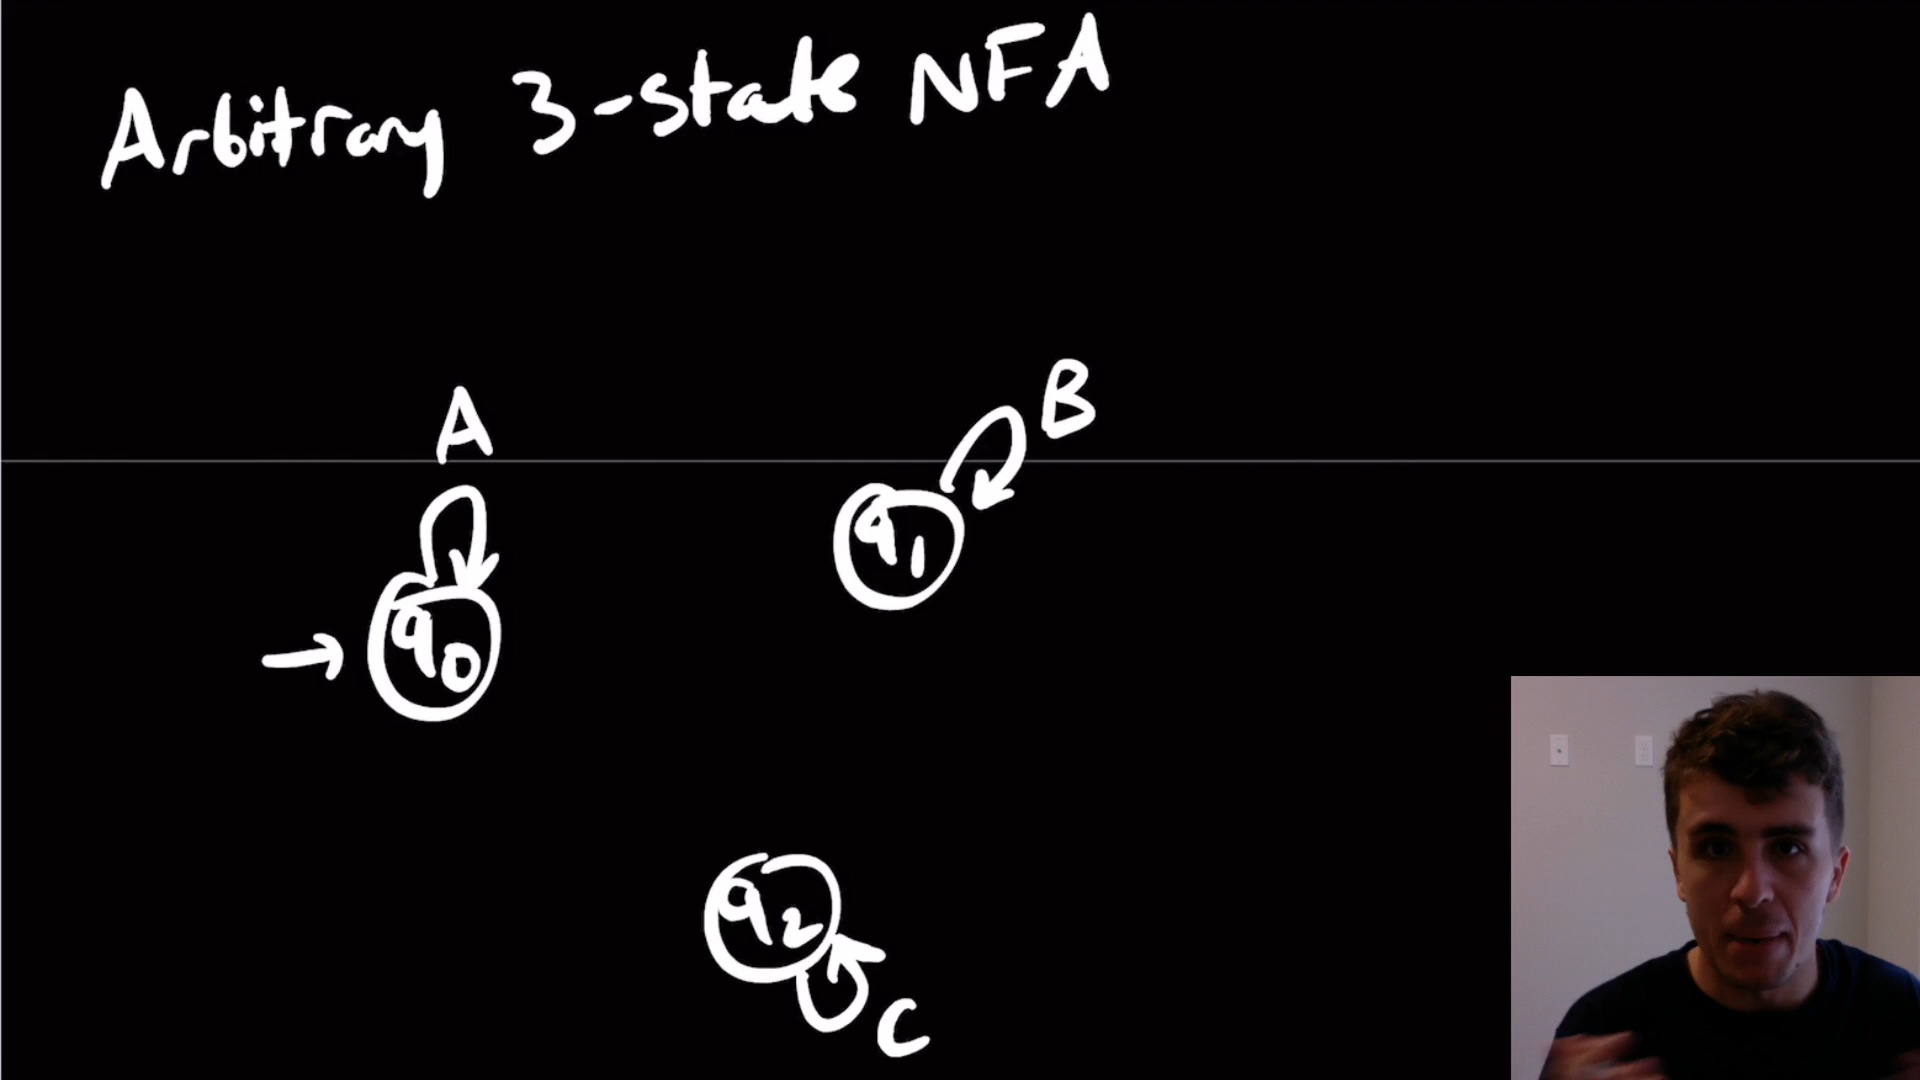 Arbitrary 3-state NFA
A
B
q1
→ q0
q2
C